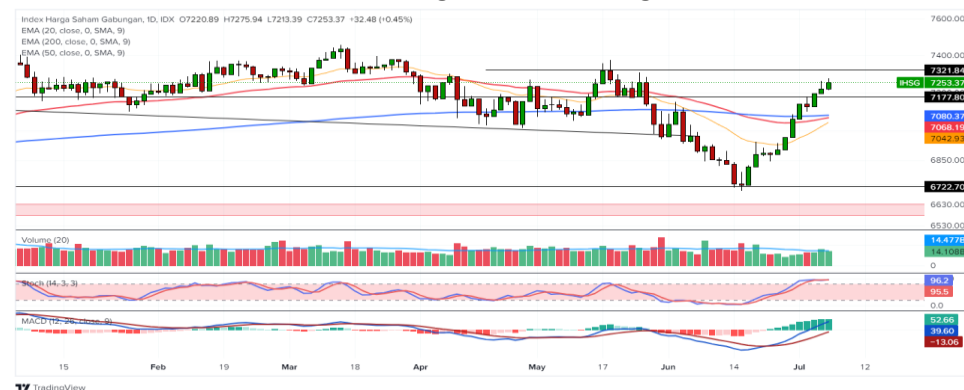 Index Harga Saham Gabungan, 1D, IDX O7220.89 H7275.94 L7213.39 C7253.37 +32.48 (+0.45%)
EMA (20, close, 0, SMA, 9)
EMA (200, close, 0, SMA, 9)
EMA (50, close, 0, SMA, 9)
7600.00
7400.00
7321.84
IHSG 7253.37
7177.80
7080.37
7068.19
7042.93
6850.00
6722.70
6630.00
6530.00
Volume (20)
14.477B
14.108B
0
Stoch (14, 3, 3)
96.2
95.5
0.0
MACD (12, 26, close, 9)
52.66
39.60
−13.06
15 Feb 19 Mar 18 Apr May 17 Jun 14 Jul 12
TradingView